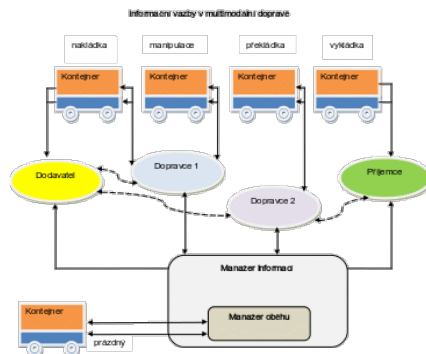 Informační vazby v multimodalní dopravě
nakládka
manipulace
překládka
vykládka
Kontejner
Kontejner
Kontejner
Kontejner
Dodavatel
Dopravce 1
Dopravce 2
Příjemce
Manažer Informací
Manažer oběhu
Kontejner
prázdný